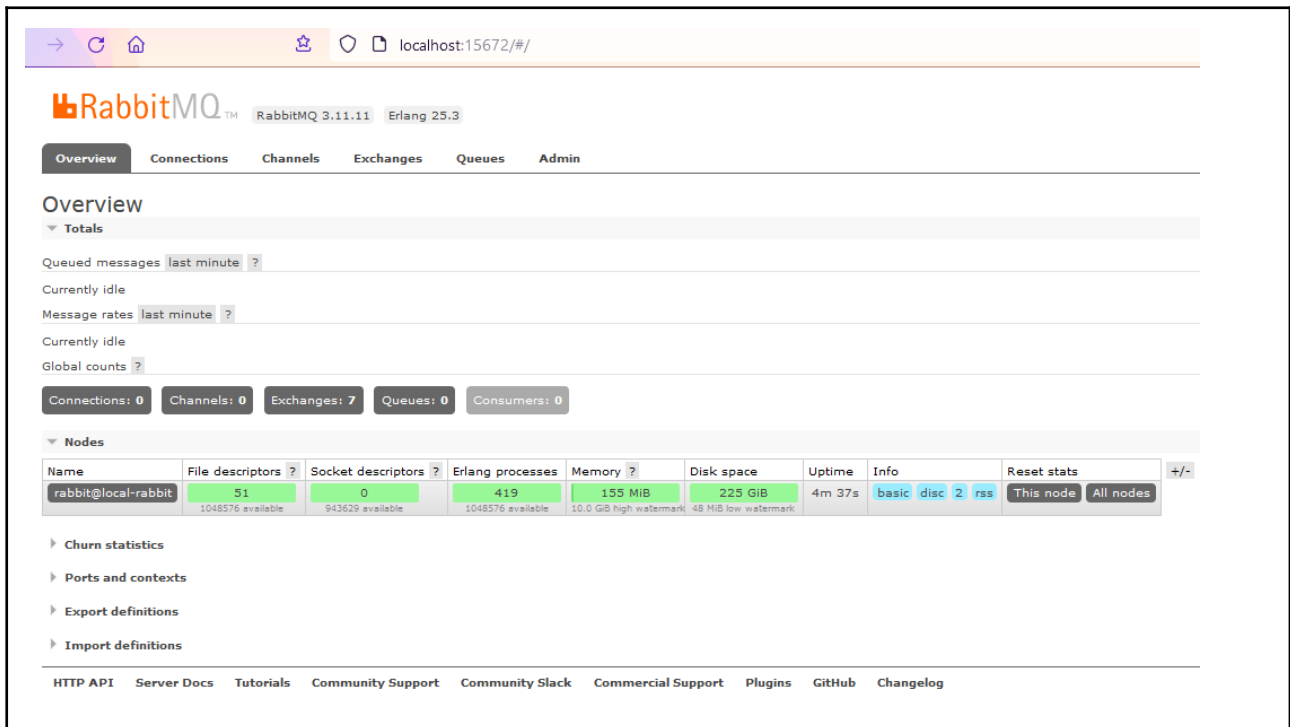 localhost:15672/#/
RabbitMQ TM RabbitMQ 3.11.11 Erlang 25.3
Overview Connections Channels Exchanges Queues Admin
Overview
Totals
Queued messages last minute ?
Currently idle
Message rates last minute ?
Currently idle
Global counts ?
Connections: 0 Channels: 0 Exchanges: 7 Queues: 0 Consumers: 0
Nodes
Name File descriptors ? Socket descriptors ? Erlang processes Memory ? Disk space Uptime Info Reset stats +/-
rabbit@local-rabbit 51 0 419 155 MiB 225 GiB 4m 37s basic disc 2 rss This node All nodes
1048576 available 943629 available 1048576 available 10.0 GiB high watermark 48 MiB low watermark
Churn statistics
Ports and contexts
Export definitions
Import definitions
HTTP API Server Docs Tutorials Community Support Community Slack Commercial Support Plugins GitHub Changelog